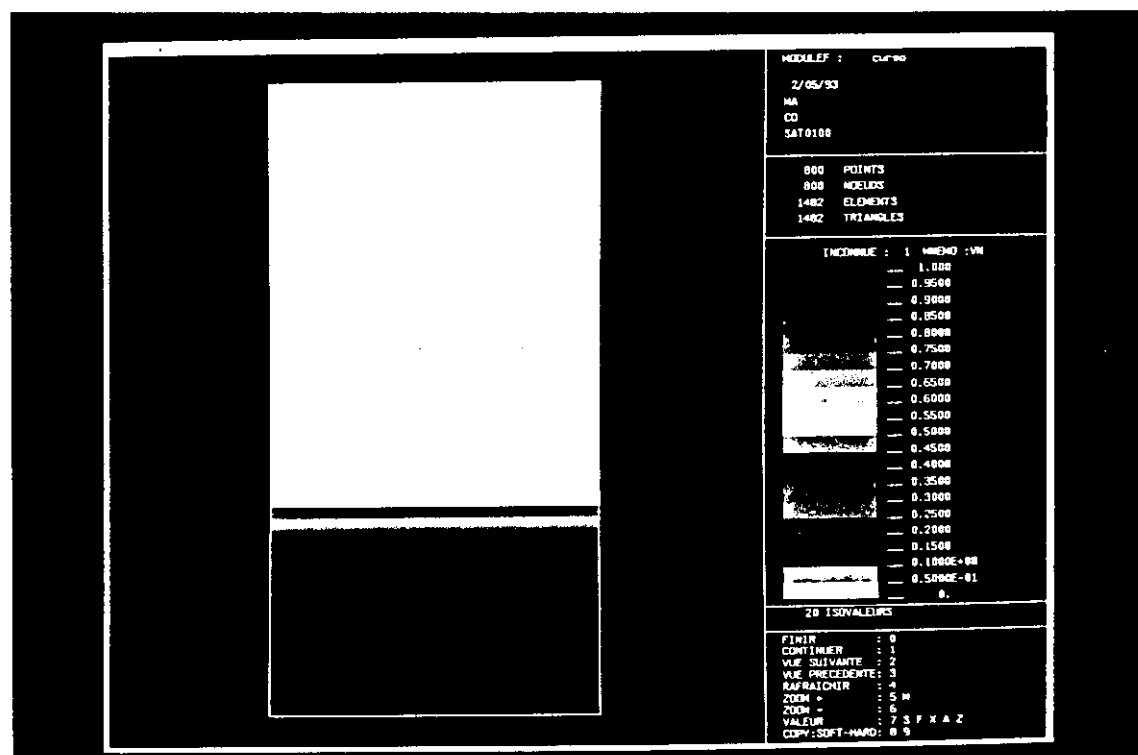 MODULEF : curso
2/05/93
MA
CO
SAT0100
800 POINTS
800 NOEUDS
1482 ELEMENTS
1482 TRIANGLES
INCONNUE : 1 MNEMO :VN
1.000
0.9500
0.9000
0.8500
0.8000
0.7500
0.7000
0.6500
0.6000
0.5500
0.5000
0.4500
0.4000
0.3500
0.3000
0.2500
0.2000
0.1500
0.1000E+00
0.5000E-01
0.
20 ISOVALEURS
FINIR : 0
CONTINUER : 1
VUE SUIVANTE : 2
VUE PRECEDENTE: 3
RAFRAICHIR : 4
ZOOM + : 5 W
ZOOM - : 6
VALEUR : 7 S F X A Z
COPY:SOFT-HARD: 8 9